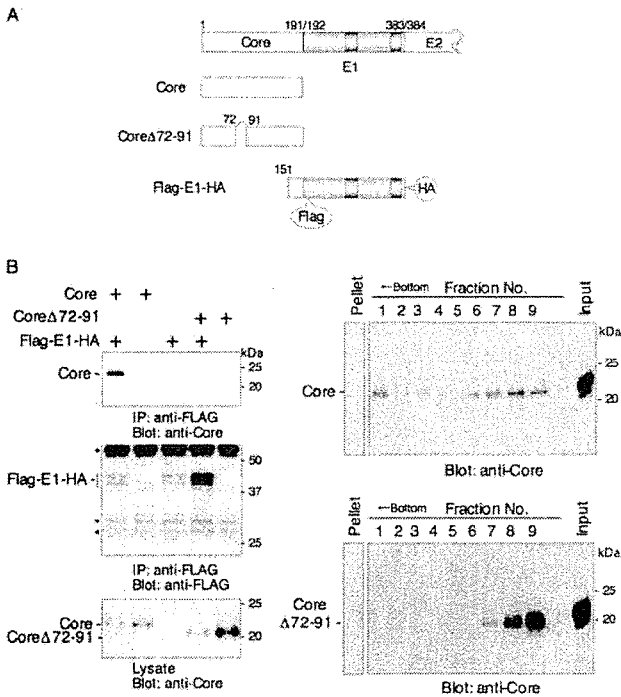 A
1 191/192 383/384
Core E2
E1
Core
72 91
CoreΔ72-91
151
Flag-E1-HA HA
Flag
B
Core + +
CoreΔ72-91 + +
Flag-E1-HA + + +
kDa
Core 25
20
IP: anti-FLAG
Blot: anti-Core
* 50
Flag-E1-HA
37
*
*
25
IP: anti-FLAG
Blot: anti-FLAG
25
Core
CoreΔ72-91 20
Lysate
Blot: anti-Core
Pellet ←Bottom Fraction No. Input
1 2 3 4 5 6 7 8 9
kDa
25
Core
20
Blot: anti-Core
Pellet ←Bottom Fraction No. Input
1 2 3 4 5 6 7 8 9
kDa
25
Core
Δ72-91 20
Blot: anti-Core